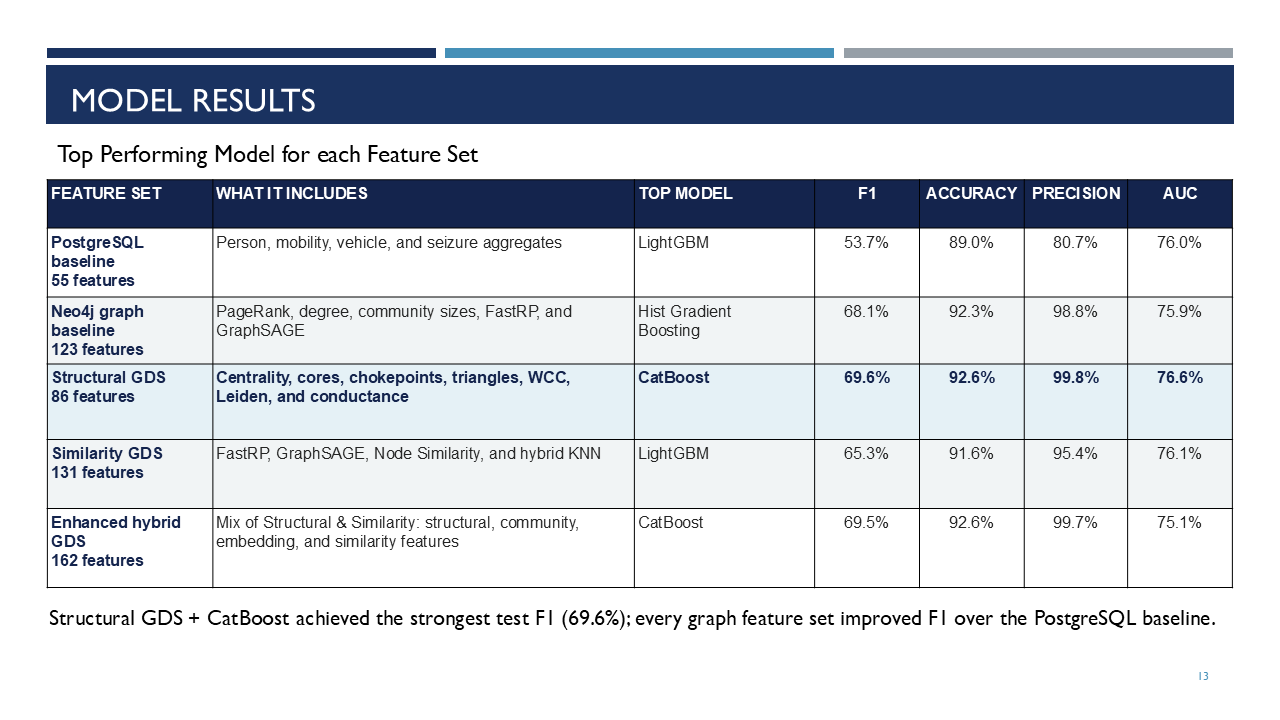 MODEL RESULTS
Top Performing Model for each Feature Set
FEATURE SET WHAT IT INCLUDES TOP MODEL F1 ACCURACY PRECISION AUC
PostgreSQL
baseline
55 features
Person, mobility, vehicle, and seizure aggregates
LightGBM
53.7% 89.0% 80.7% 76.0%
Neo4j graph
baseline
123 features
PageRank, degree, community sizes, FastRP, and
GraphSAGE
Hist Gradient
Boosting
68.1% 92.3% 98.8% 75.9%
Structural GDS
86 features
Centrality, cores, chokepoints, triangles, WCC,
Leiden, and conductance
CatBoost
69.6% 92.6% 99.8% 76.6%
Similarity GDS
131 features
FastRP, GraphSAGE, Node Similarity, and hybrid KNN
LightGBM
65.3% 91.6% 95.4% 76.1%
Enhanced hybrid
GDS
162 features
Mix of Structural & Similarity: structural, community,
embedding, and similarity features
CatBoost
69.5% 92.6% 99.7% 75.1%
Structural GDS + CatBoost achieved the strongest test F1 (69.6%); every graph feature set improved F1 over the PostgreSQL baseline.
13